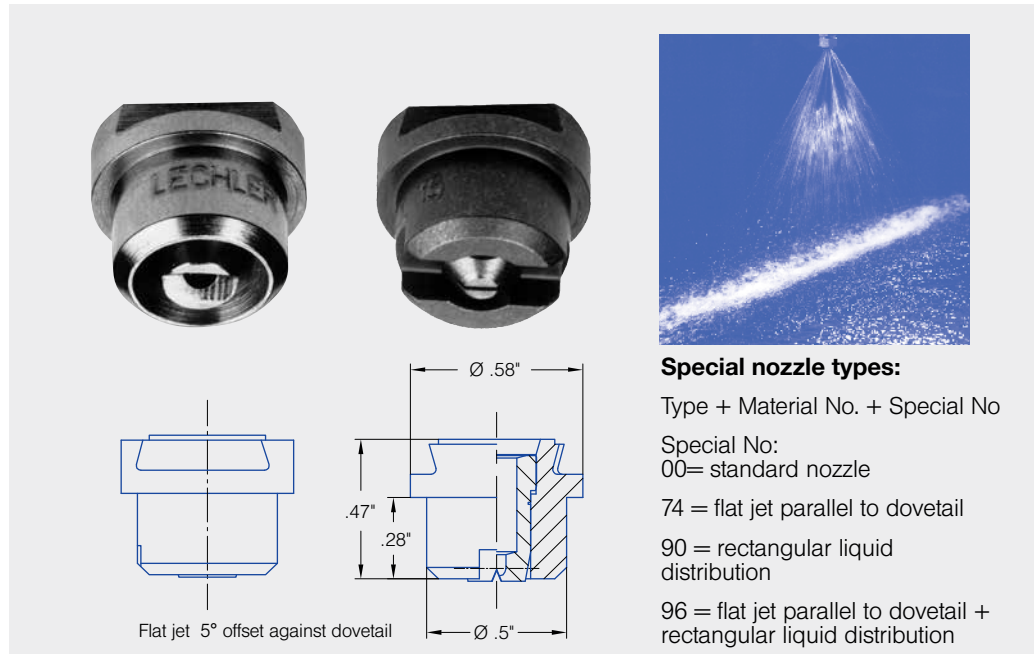 LECHLER
Ø .58"
.47"
.28"
Ø .5"
Flat jet 5° offset against dovetail
Special nozzle types:
Type + Material No. + Special No
Special No:
00= standard nozzle
74 = flat jet parallel to dovetail
90 = rectangular liquid
distribution
96 = flat jet parallel to dovetail +
rectangular liquid distribution